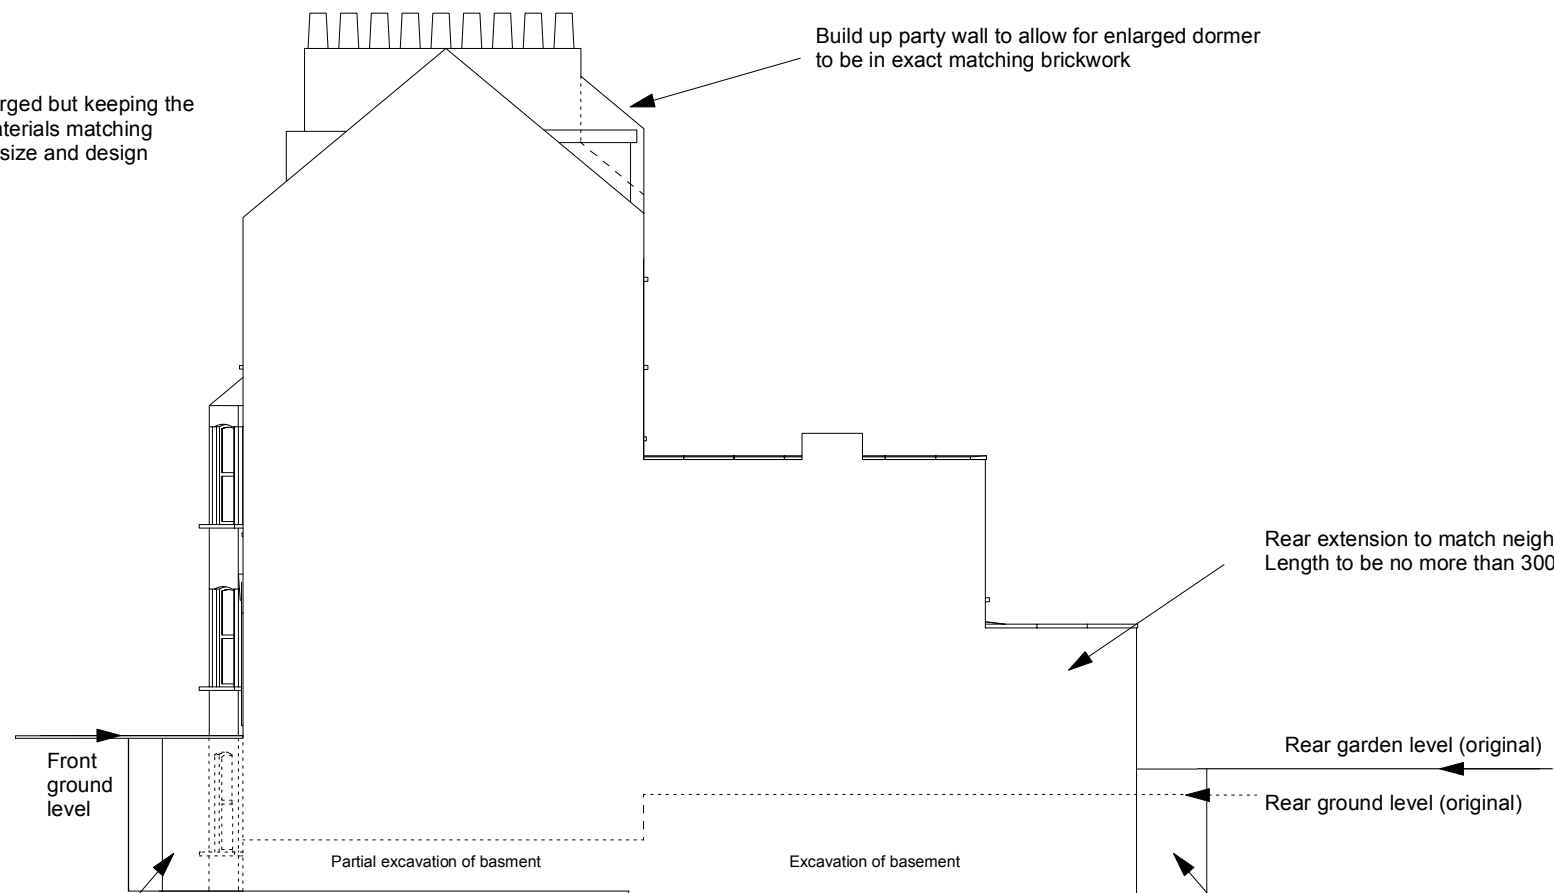 Build up party wall to allow for enlarged dormer
to be in exact matching brickwork
rged but keeping the
aterials matching
size and design
Rear extension to match neigh
Length to be no more than 300
Front
ground
level
Rear garden level (original)
Rear ground level (original)
Partial excavation of basment
Excavation of basement